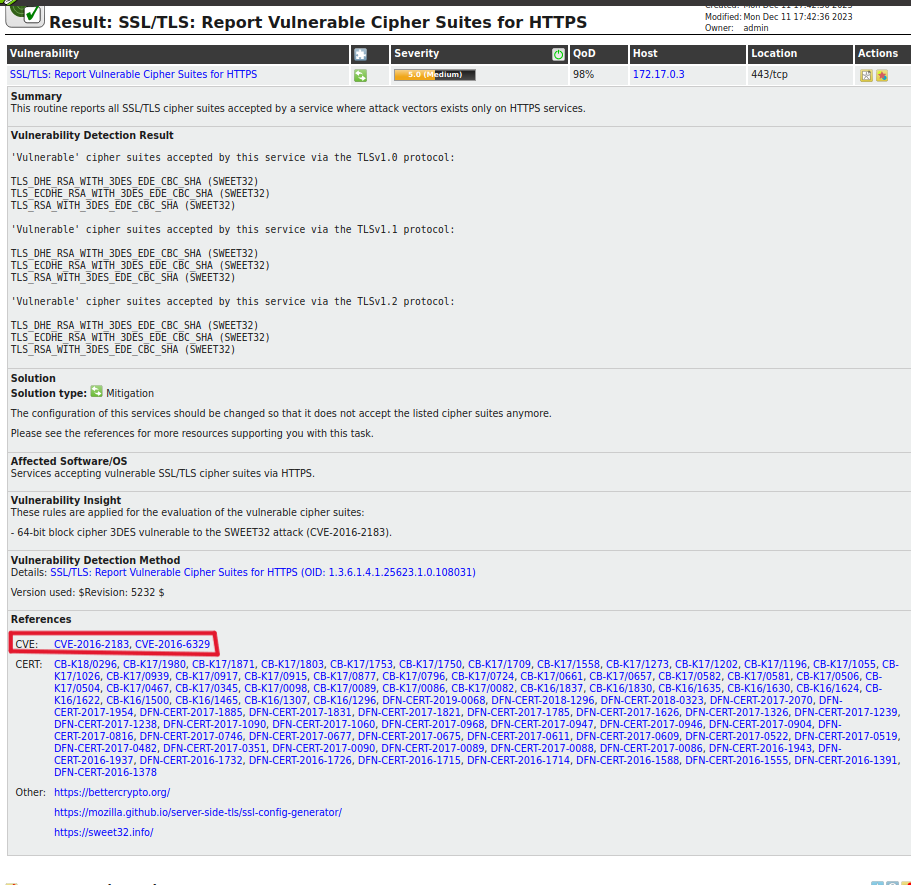 Created: Mon Dec 11 17:42:36 2023
Result: SSL/TLS: Report Vulnerable Cipher Suites for HTTPS
Modified: Mon Dec 11 17:42:36 2023
Owner: admin
Vulnerability Severity QoD Host Location Actions
SSL/TLS: Report Vulnerable Cipher Suites for HTTPS 5.0 (Medium) 98% 172.17.0.3 443/tcp
Summary
This routine reports all SSL/TLS cipher suites accepted by a service where attack vectors exists only on HTTPS services.
Vulnerability Detection Result
'Vulnerable' cipher suites accepted by this service via the TLSv1.0 protocol:
TLS_DHE_RSA_WITH_3DES_EDE_CBC_SHA (SWEET32)
TLS_ECDHE_RSA_WITH_3DES_EDE_CBC_SHA (SWEET32)
TLS_RSA_WITH_3DES_EDE_CBC_SHA (SWEET32)
'Vulnerable' cipher suites accepted by this service via the TLSv1.1 protocol:
TLS_DHE_RSA_WITH_3DES_EDE_CBC_SHA (SWEET32)
TLS_ECDHE_RSA_WITH_3DES_EDE_CBC_SHA (SWEET32)
TLS_RSA_WITH_3DES_EDE_CBC_SHA (SWEET32)
'Vulnerable' cipher suites accepted by this service via the TLSv1.2 protocol:
TLS_DHE_RSA_WITH_3DES_EDE_CBC_SHA (SWEET32)
TLS_ECDHE_RSA_WITH_3DES_EDE_CBC_SHA (SWEET32)
TLS_RSA_WITH_3DES_EDE_CBC_SHA (SWEET32)
Solution
Solution type: Mitigation
The configuration of this services should be changed so that it does not accept the listed cipher suites anymore.
Please see the references for more resources supporting you with this task.
Affected Software/OS
Services accepting vulnerable SSL/TLS cipher suites via HTTPS.
Vulnerability Insight
These rules are applied for the evaluation of the vulnerable cipher suites:
- 64-bit block cipher 3DES vulnerable to the SWEET32 attack (CVE-2016-2183).
Vulnerability Detection Method
Details: SSL/TLS: Report Vulnerable Cipher Suites for HTTPS (OID: 1.3.6.1.4.1.25623.1.0.108031)
Version used: $Revision: 5232 $
References
CVE: CVE-2016-2183, CVE-2016-6329
CERT: CB-K18/0296, CB-K17/1980, CB-K17/1871, CB-K17/1803, CB-K17/1753, CB-K17/1750, CB-K17/1709, CB-K17/1558, CB-K17/1273, CB-K17/1202, CB-K17/1196, CB-K17/1055, CB-
K17/1026, CB-K17/0939, CB-K17/0917, CB-K17/0915, CB-K17/0877, CB-K17/0796, CB-K17/0724, CB-K17/0661, CB-K17/0657, CB-K17/0582, CB-K17/0581, CB-K17/0506, CB-
K17/0504, CB-K17/0467, CB-K17/0345, CB-K17/0098, CB-K17/0089, CB-K17/0086, CB-K17/0082, CB-K16/1837, CB-K16/1830, CB-K16/1635, CB-K16/1630, CB-K16/1624, CB-
K16/1622, CB-K16/1500, CB-K16/1465, CB-K16/1307, CB-K16/1296, DFN-CERT-2019-0068, DFN-CERT-2018-1296, DFN-CERT-2018-0323, DFN-CERT-2017-2070, DFN-
CERT-2017-1954, DFN-CERT-2017-1885, DFN-CERT-2017-1831, DFN-CERT-2017-1821, DFN-CERT-2017-1785, DFN-CERT-2017-1626, DFN-CERT-2017-1326, DFN-CERT-2017-1239,
DFN-CERT-2017-1238, DFN-CERT-2017-1090, DFN-CERT-2017-1060, DFN-CERT-2017-0968, DFN-CERT-2017-0947, DFN-CERT-2017-0946, DFN-CERT-2017-0904, DFN-
CERT-2017-0816, DFN-CERT-2017-0746, DFN-CERT-2017-0677, DFN-CERT-2017-0675, DFN-CERT-2017-0611, DFN-CERT-2017-0609, DFN-CERT-2017-0522, DFN-CERT-2017-0519,
DFN-CERT-2017-0482, DFN-CERT-2017-0351, DFN-CERT-2017-0090, DFN-CERT-2017-0089, DFN-CERT-2017-0088, DFN-CERT-2017-0086, DFN-CERT-2016-1943, DFN-
CERT-2016-1937, DFN-CERT-2016-1732, DFN-CERT-2016-1726, DFN-CERT-2016-1715, DFN-CERT-2016-1714, DFN-CERT-2016-1588, DFN-CERT-2016-1555, DFN-CERT-2016-1391,
DFN-CERT-2016-1378
Other: https://bettercrypto.org/
https://mozilla.github.io/server-side-tls/ssl-config-generator/
https://sweet32.info/